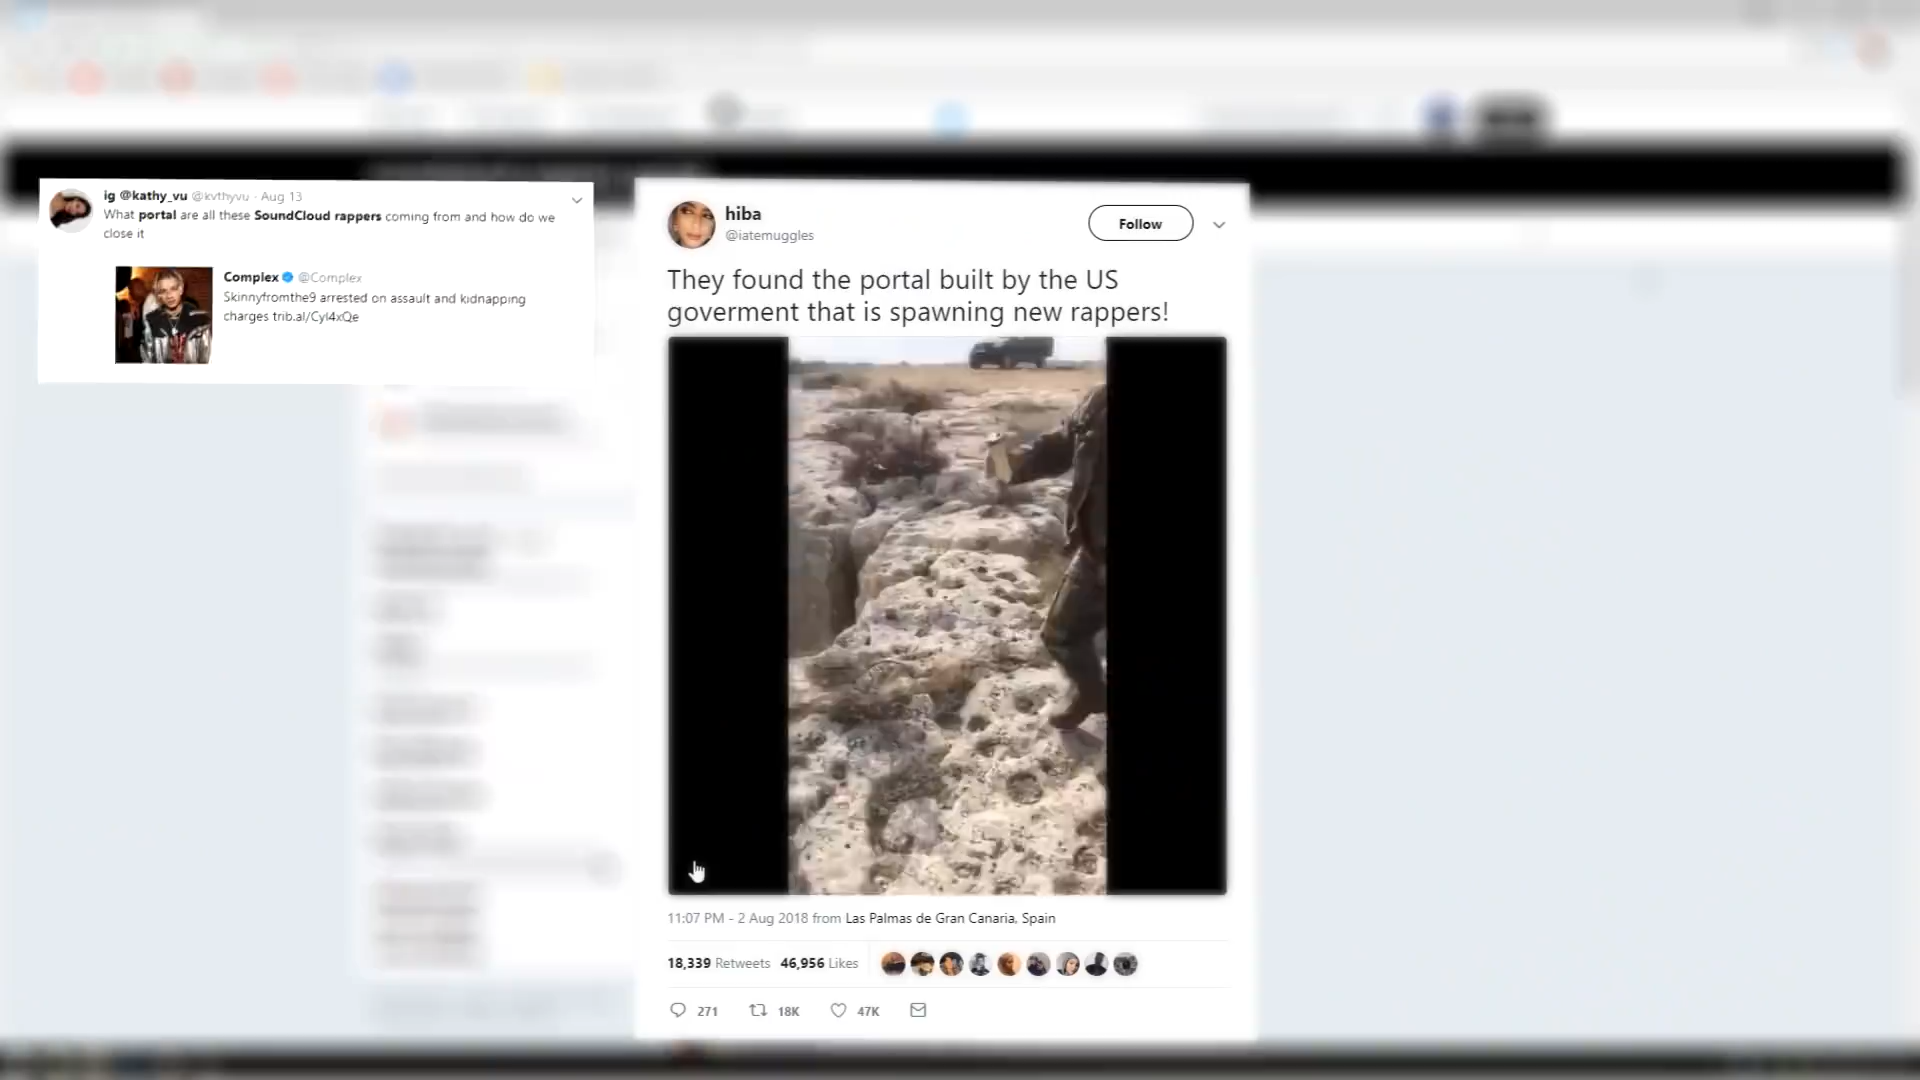 ig @kathy_vu @kvthyvu · Aug 13
What portal are all these SoundCloud rappers coming from and how do we
close it
Complex @Complex
Skinnyfromthe9 arrested on assault and kidnapping
charges trib.al/Cyl4xQe
hiba
@iatemuggles
Follow
They found the portal built by the US
goverment that is spawning new rappers!
11:07 PM - 2 Aug 2018 from Las Palmas de Gran Canaria, Spain
18,339 Retweets 46,956 Likes
271 18K 47K